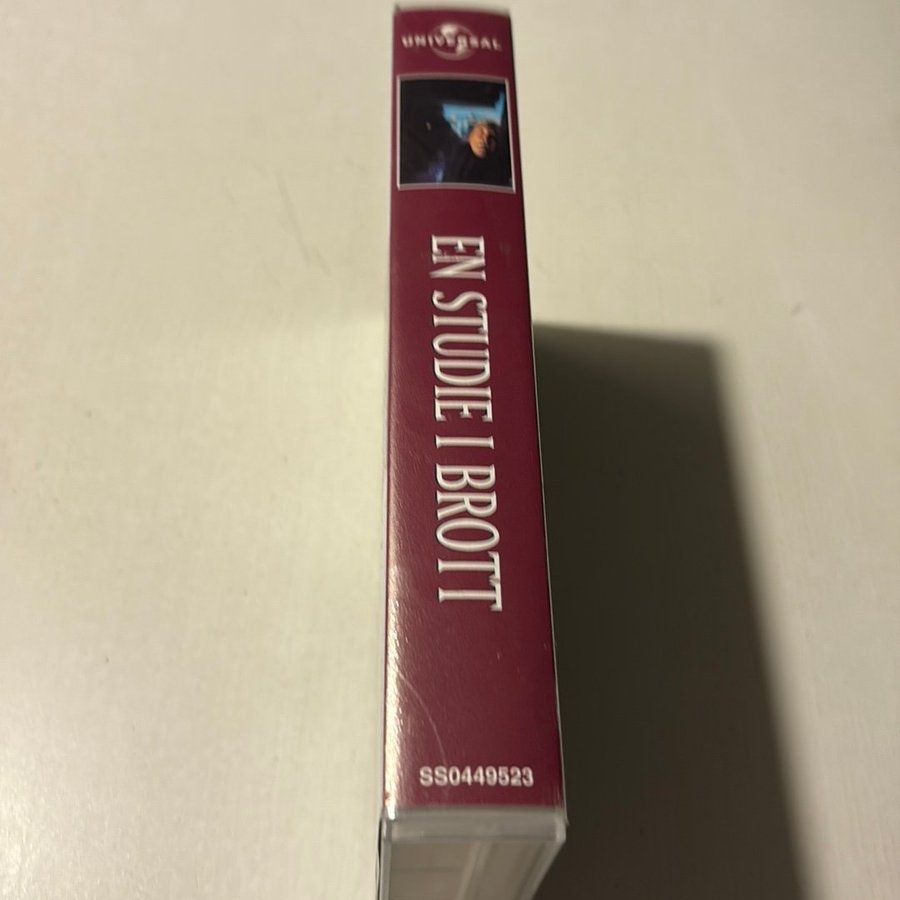 UNIVERSAL
EN STUDIE I BROTT
SS0449523